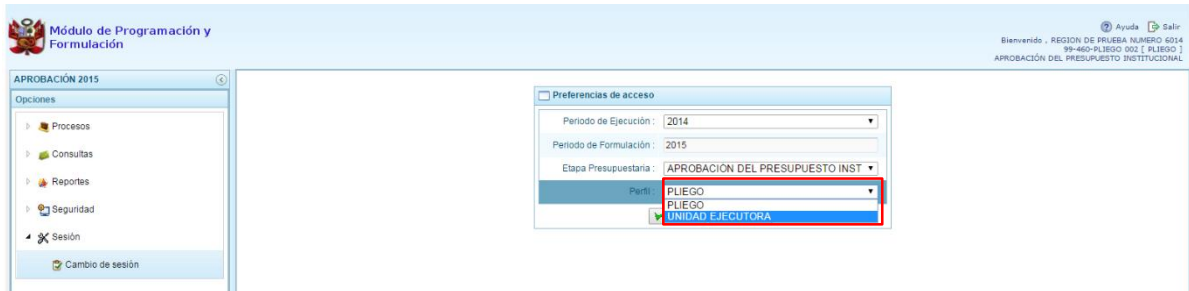 Módulo de Programación y
Formulación
Ayuda Salir
Bienvenido , REGION DE PRUEBA NUMERO 6014
99-460-PLIEGO 002 [ PLIEGO ]
APROBACIÓN DEL PRESUPUESTO INSTITUCIONAL
APROBACIÓN 2015
Opciones
Procesos
Consultas
Reportes
Seguridad
Sesión
Cambio de sesión
Preferencias de acceso
Periodo de Ejecución : 2014
Periodo de Formulación : 2015
Etapa Presupuestaria : APROBACION DEL PRESUPUESTO INST
Perfil : PLIEGO
PLIEGO
UNIDAD EJECUTORA